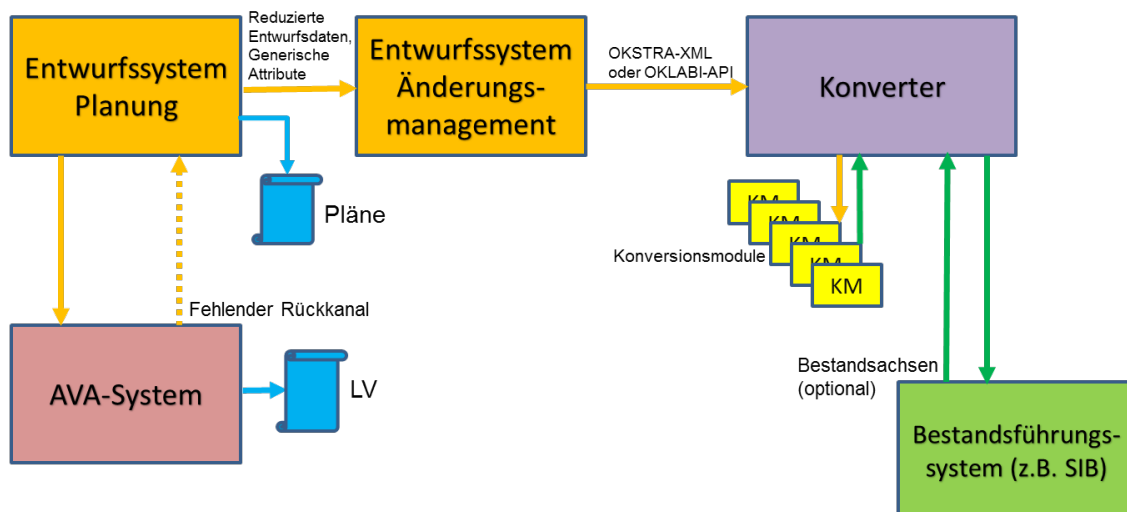 Entwurfssystem
Planung
Reduzierte
Entwurfsdaten,
Generische
Attribute
Entwurfssystem
Änderungs-
management
OKSTRA-XML
oder OKLABI-API
Konverter
Pläne
KM
KM
KM
KM
KM
Konversionsmodule
Fehlender Rückkanal
AVA-System
LV
Bestandsachsen
(optional)
Bestandsführungs-
system (z.B. SIB)